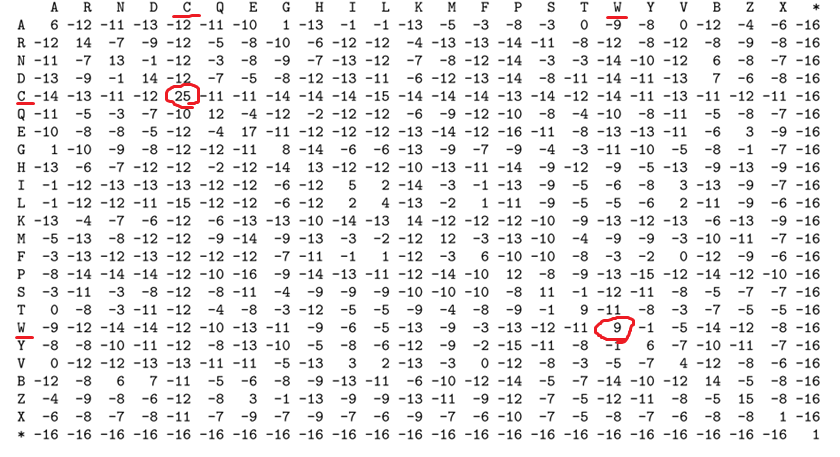 A R N D C Q E G H I L K M F P S T W Y V B Z X *
A 6 -12 -11 -13 -12 -11 -10 1 -13 -1 -1 -13 -5 -3 -8 -3 0 -9 -8 0 -12 -4 -6 -16
R -12 14 -7 -9 -12 -5 -8 -10 -6 -12 -12 -4 -13 -13 -14 -11 -8 -12 -8 -12 -8 -9 -8 -16
N -11 -7 13 -1 -12 -3 -8 -9 -7 -13 -12 -7 -8 -12 -14 -3 -3 -14 -10 -12 6 -8 -7 -16
D -13 -9 -1 14 -12 -7 -5 -8 -12 -13 -11 -6 -12 -13 -14 -8 -11 -14 -11 -13 7 -6 -8 -16
C -14 -13 -11 -12 25 -11 -11 -14 -14 -14 -15 -14 -14 -14 -13 -14 -12 -14 -11 -13 -11 -12 -11 -16
Q -11 -5 -3 -7 -10 12 -4 -12 -2 -12 -12 -6 -9 -12 -10 -8 -4 -10 -8 -11 -5 -8 -7 -16
E -10 -8 -8 -5 -12 -4 17 -11 -12 -12 -12 -13 -14 -12 -16 -11 -8 -13 -13 -11 6 3 -9 -16
G 1 -10 -9 -8 -12 -12 -11 8 -14 -6 -6 -13 -9 -7 -9 -4 -3 -11 -10 -5 -8 -1 -7 -16
H -13 -6 -7 -12 -12 -2 -12 -14 13 -12 -12 -10 -13 -11 -14 -9 -12 -9 -5 -13 -9 -13 -9 -16
I -1 -12 -13 -13 -13 -12 -12 -6 -12 5 2 -14 -3 -1 -13 -9 -5 -6 -8 3 -13 -9 -7 -16
L -1 -12 -12 -11 -15 -12 -12 -6 -12 2 4 -13 -2 1 -11 -9 -5 -5 -6 2 -11 -9 -6 -16
K -13 -4 -7 -6 -12 -6 -13 -13 -10 -14 -13 14 -12 -12 -12 -10 -9 -13 -12 -13 -6 -13 -9 -16
M -5 -13 -8 -12 -12 -9 -14 -9 -13 -3 -2 -12 12 -3 -13 -10 -4 -9 -9 -3 -10 -11 -7 -16
F -3 -13 -12 -13 -12 -12 -12 -7 -11 -1 1 -12 -3 6 -10 -10 -8 -3 -2 0 -12 -9 -6 -16
P -8 -14 -14 -14 -12 -10 -16 -9 -14 -13 -11 -12 -14 -10 12 -8 -9 -13 -15 -12 -14 -12 -10 -16
S -3 -11 -3 -8 -12 -8 -11 -4 -9 -9 -9 -10 -10 -10 -8 11 -1 -12 -11 -8 -5 -7 -7 -16
T 0 -8 -3 -11 -12 -4 -8 -3 -12 -5 -5 -9 -4 -8 -9 -1 9 -11 -8 -3 -7 -5 -5 -16
W -9 -12 -14 -14 -12 -10 -13 -11 -9 -6 -5 -13 -9 -3 -13 -12 -11 9 -1 -5 -14 -12 -8 -16
Y -8 -8 -10 -11 -12 -8 -13 -10 -5 -8 -6 -12 -9 -2 -15 -11 -8 -1 6 -7 -10 -11 -7 -16
V 0 -12 -12 -13 -13 -11 -11 -5 -13 3 2 -13 -3 0 -12 -8 -3 -5 -7 4 -12 -8 -6 -16
B -12 -8 6 7 -11 -5 -6 -8 -9 -13 -11 -6 -10 -12 -14 -5 -7 -14 -10 -12 14 -5 -8 -16
Z -4 -9 -8 -6 -12 -8 3 -1 -13 -9 -9 -13 -11 -9 -12 -7 -5 -12 -11 -8 -5 15 -8 -16
X -6 -8 -7 -8 -11 -7 -9 -7 -9 -7 -6 -9 -7 -6 -10 -7 -5 -8 -7 -6 -8 -8 1 -16
* -16 -16 -16 -16 -16 -16 -16 -16 -16 -16 -16 -16 -16 -16 -16 -16 -16 -16 -16 -16 -16 -16 -16 1